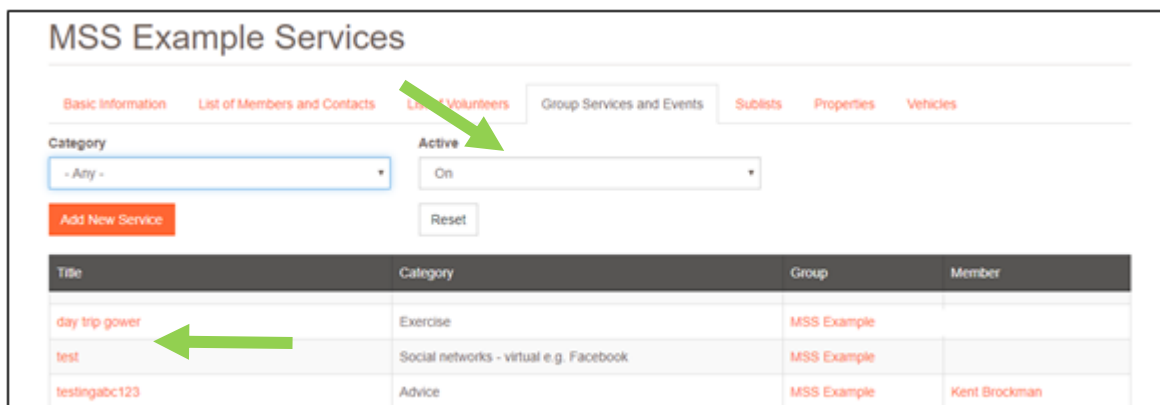 MSS Example Services
Basic Information List of Members and Contacts List of Volunteers Group Services and Events Sublists Properties Vehicles
Category Active
- Any - On
Add New Service Reset
Title Category Group Member
day trip gower Exercise MSS Example
test Social networks - virtual e.g. Facebook MSS Example
testingabc123 Advice MSS Example Kent Brockman